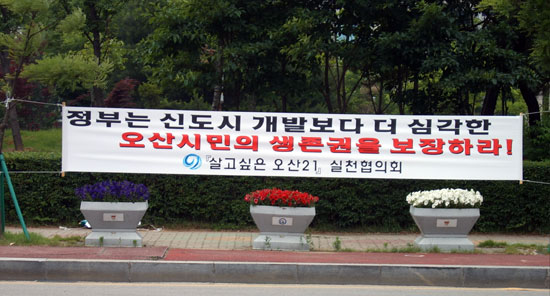 정부는 신도시 개발보다 더 심각한
오산시민의 생존권을 보장하라!
『살고싶은 오산21』 실천협의회